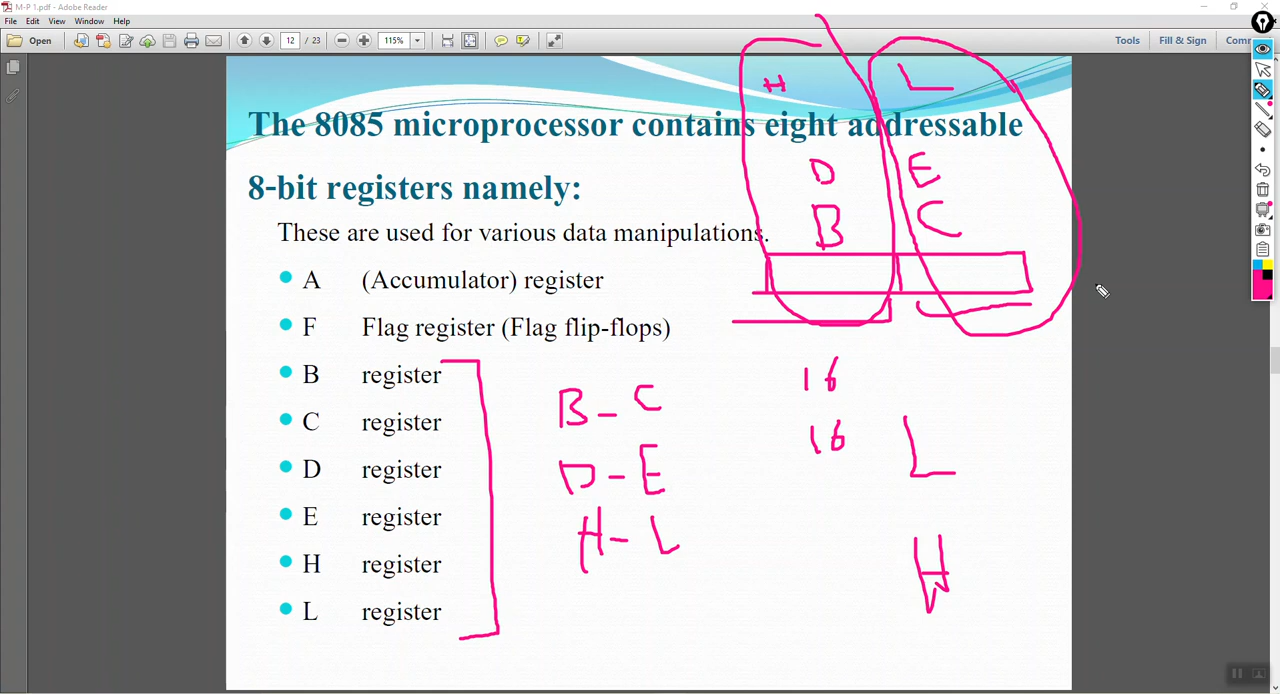 M-P 1.pdf - Adobe Reader
File Edit View Window Help
Open 12 / 23 115% Tools Fill & Sign
H L
The 8085 microprocessor contains eight addressable
D E
8-bit registers namely:
B C
These are used for various data manipulations.
A (Accumulator) register
F Flag register (Flag flip-flops)
B register
C register
D register
E register
H register
L register
B - C
D - E
H - L
16
16
L
H